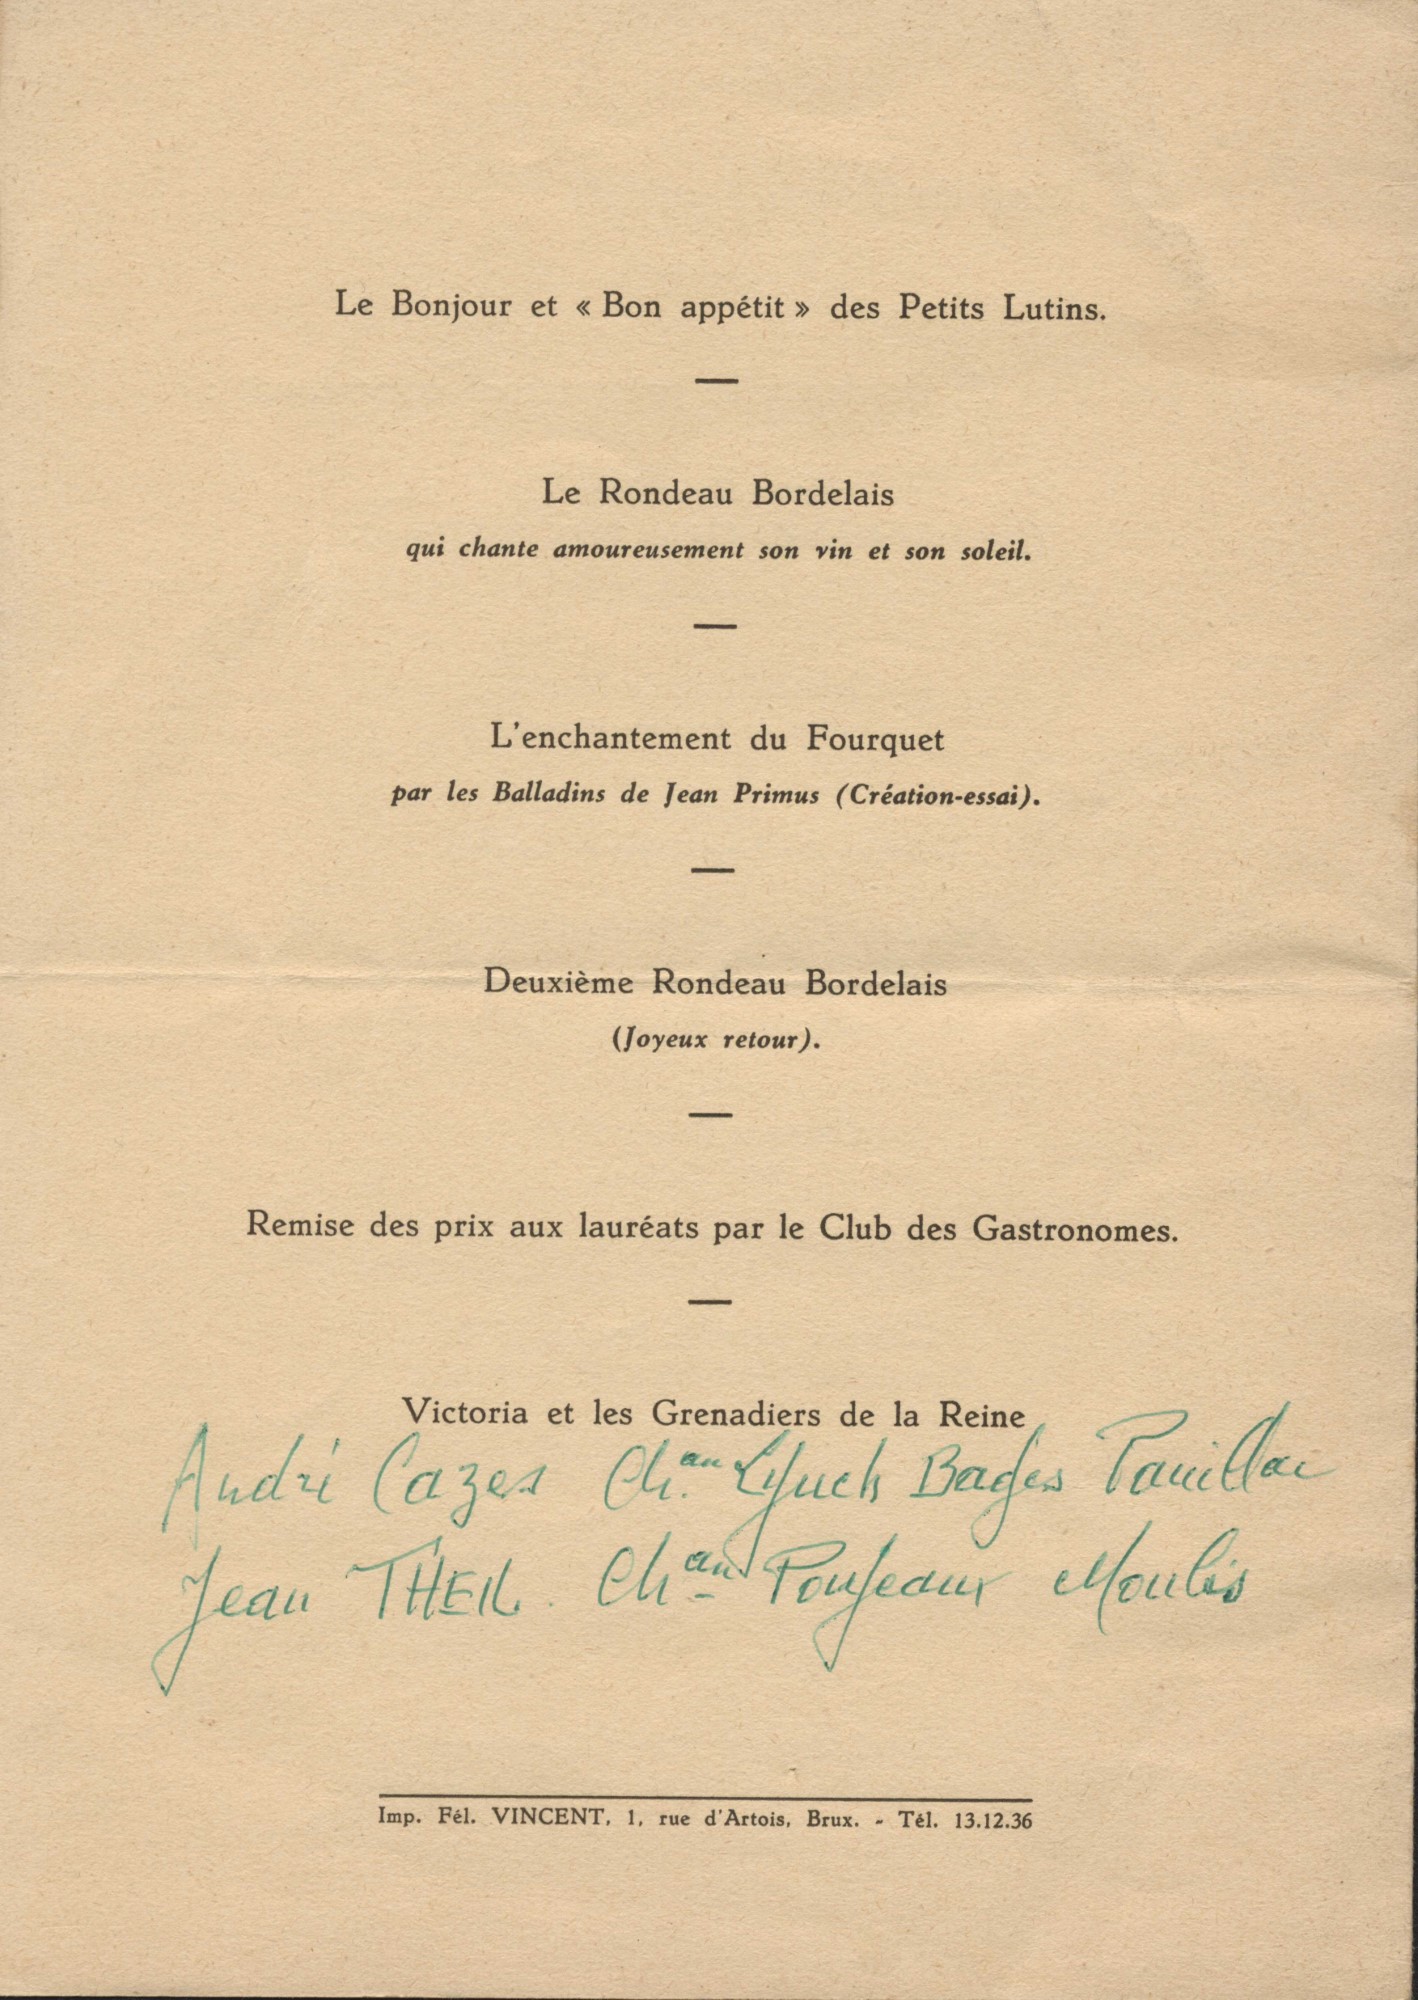 Le Bonjour et « Bon appétit » des Petits Lutins.
—
Le Rondeau Bordelais
qui chante amoureusement son vin et son soleil.
—
L'enchantement du Fourquet
par les Balladins de Jean Primus (Création-essai).
—
Deuxième Rondeau Bordelais
(Joyeux retour).
—
Remise des prix aux lauréats par le Club des Gastronomes.
—
Victoria et les Grenadiers de la Reine
André Cazes Ch.au Lynch Bages Pauillac
Jean THEIL. Chau Poujeaux Moulis
Imp. Fél. VINCENT, 1, rue d'Artois, Brux. - Tél. 13.12.36